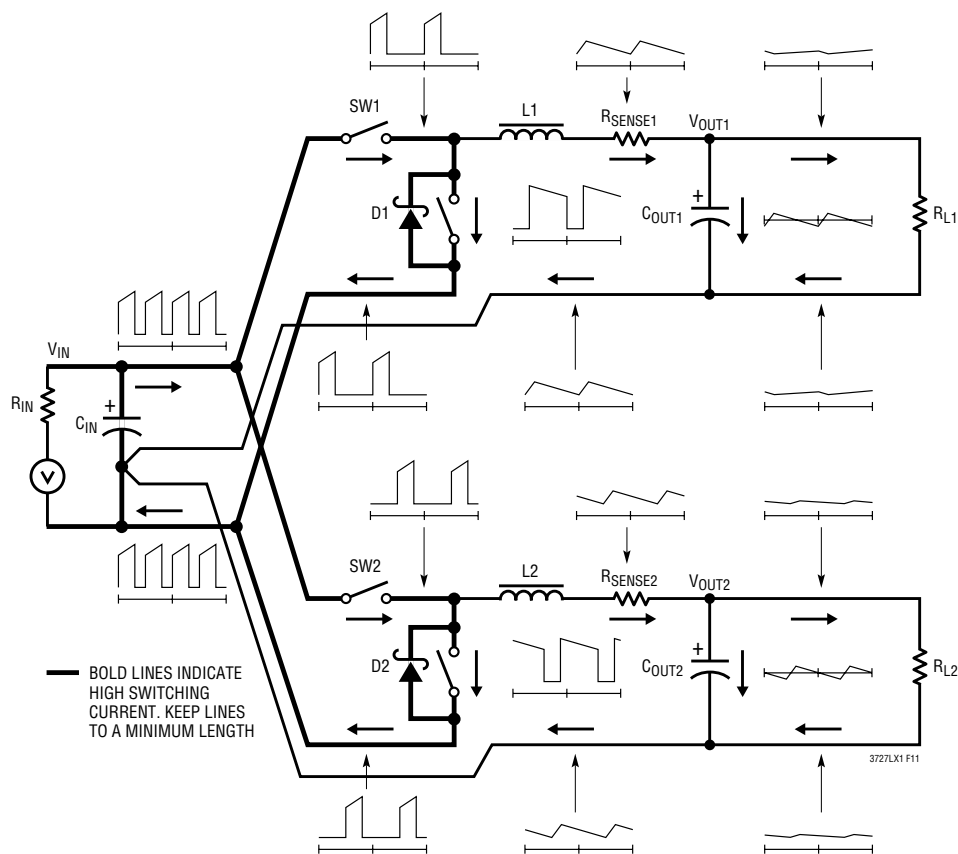 SW1
L1
RSENSE1
VOUT1
D1
+
COUT1
RL1
VIN
RIN
+
CIN
V
SW2
L2
RSENSE2
VOUT2
D2
+
COUT2
RL2
BOLD LINES INDICATE
HIGH SWITCHING
CURRENT. KEEP LINES
TO A MINIMUM LENGTH
3727LX1 F11